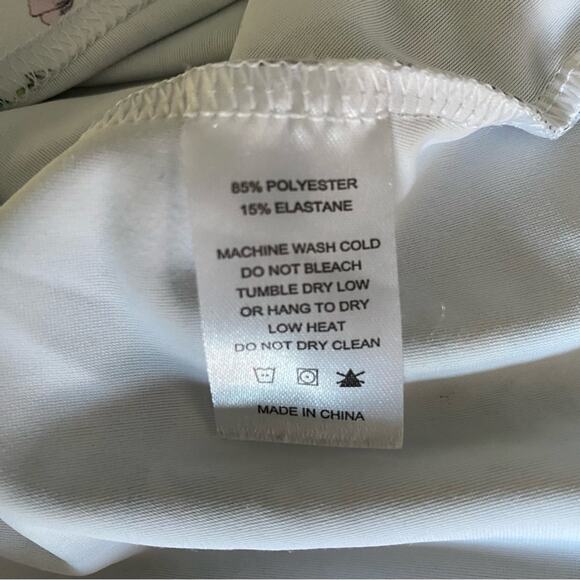 85% POLYESTER
15% ELASTANE
MACHINE WASH COLD
DO NOT BLEACH
TUMBLE DRY LOW
OR HANG TO DRY
LOW HEAT
DO NOT DRY CLEAN
MADE IN CHINA